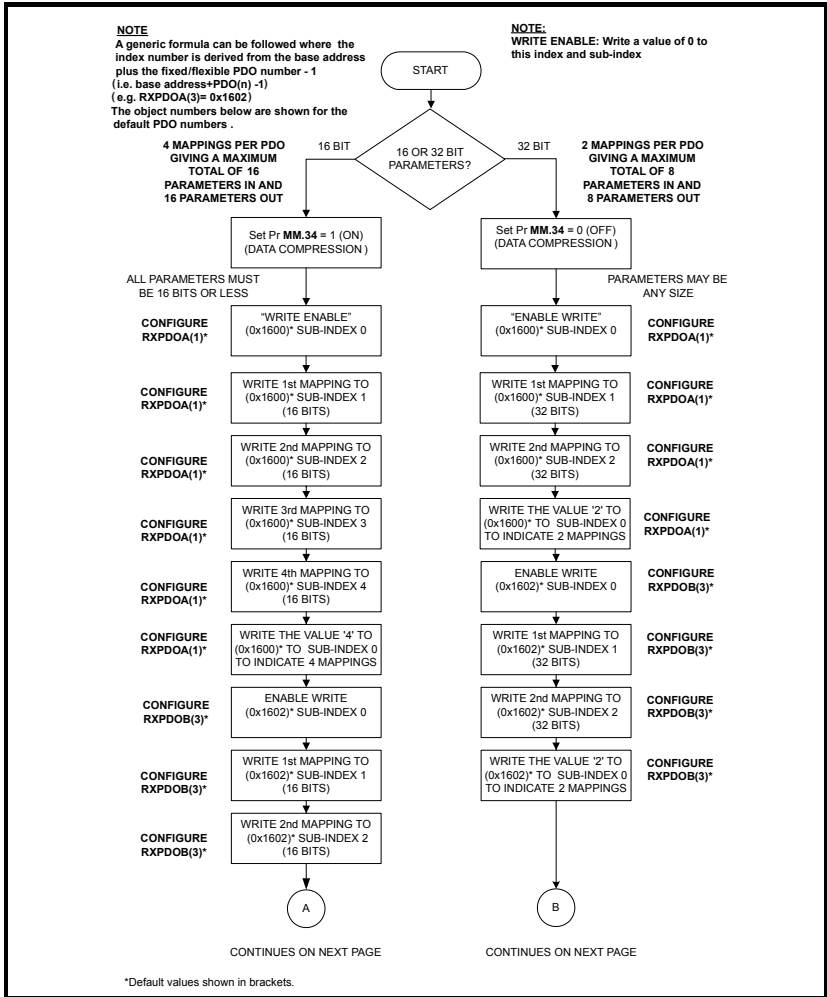 NOTE
A generic formula can be followed where the
index number is derived from the base address
plus the fixed/flexible PDO number - 1
(i.e. base address+PDO(n) -1)
(e.g. RXPDOA(3)= 0x1602)
The object numbers below are shown for the
default PDO numbers .
NOTE:
WRITE ENABLE: Write a value of 0 to
this index and sub-index
START
16 OR 32 BIT
PARAMETERS?
16 BIT
32 BIT
4 MAPPINGS PER PDO
GIVING A MAXIMUM
TOTAL OF 16
PARAMETERS IN AND
16 PARAMETERS OUT
2 MAPPINGS PER PDO
GIVING A MAXIMUM
TOTAL OF 8
PARAMETERS IN AND
8 PARAMETERS OUT
Set Pr MM.34 = 1 (ON)
(DATA COMPRESSION )
Set Pr MM.34 = 0 (OFF)
(DATA COMPRESSION )
ALL PARAMETERS MUST
BE 16 BITS OR LESS
PARAMETERS MAY BE
ANY SIZE
CONFIGURE
RXPDOA(1)*
"WRITE ENABLE"
(0x1600)* SUB-INDEX 0
"ENABLE WRITE"
(0x1600)* SUB-INDEX 0
CONFIGURE
RXPDOA(1)*
CONFIGURE
RXPDOA(1)*
WRITE 1st MAPPING TO
(0x1600)* SUB-INDEX 1
(16 BITS)
WRITE 1st MAPPING TO
(0x1600)* SUB-INDEX 1
(32 BITS)
CONFIGURE
RXPDOA(1)*
CONFIGURE
RXPDOA(1)*
WRITE 2nd MAPPING TO
(0x1600)* SUB-INDEX 2
(16 BITS)
WRITE 2nd MAPPING TO
(0x1600)* SUB-INDEX 2
(32 BITS)
CONFIGURE
RXPDOA(1)*
CONFIGURE
RXPDOA(1)*
WRITE 3rd MAPPING TO
(0x1600)* SUB-INDEX 3
(16 BITS)
WRITE THE VALUE '2' TO
(0x1600)* TO SUB-INDEX 0
TO INDICATE 2 MAPPINGS
CONFIGURE
RXPDOA(1)*
CONFIGURE
RXPDOA(1)*
WRITE 4th MAPPING TO
(0x1600)* SUB-INDEX 4
(16 BITS)
ENABLE WRITE
(0x1602)* SUB-INDEX 0
CONFIGURE
RXPDOB(3)*
CONFIGURE
RXPDOA(1)*
WRITE THE VALUE '4' TO
(0x1600)* TO SUB-INDEX 0
TO INDICATE 4 MAPPINGS
WRITE 1st MAPPING TO
(0x1602)* SUB-INDEX 1
(32 BITS)
CONFIGURE
RXPDOB(3)*
CONFIGURE
RXPDOB(3)*
ENABLE WRITE
(0x1602)* SUB-INDEX 0
WRITE 2nd MAPPING TO
(0x1602)* SUB-INDEX 2
(32 BITS)
CONFIGURE
RXPDOB(3)*
CONFIGURE
RXPDOB(3)*
WRITE 1st MAPPING TO
(0x1602)* SUB-INDEX 1
(16 BITS)
WRITE THE VALUE '2' TO
(0x1602)* TO SUB-INDEX 0
TO INDICATE 2 MAPPINGS
CONFIGURE
RXPDOB(3)*
CONFIGURE
RXPDOB(3)*
WRITE 2nd MAPPING TO
(0x1602)* SUB-INDEX 2
(16 BITS)
A
B
CONTINUES ON NEXT PAGE
CONTINUES ON NEXT PAGE
*Default values shown in brackets.